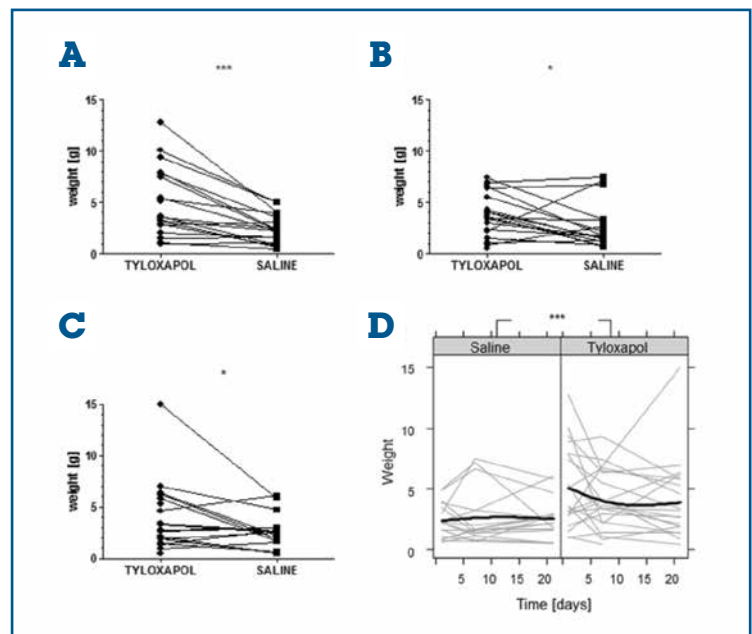 A
***
15
10
5
0
weight [g]
TYLOXAPOL SALINE
B
*
15
10
5
0
weight [g]
TYLOXAPOL SALINE
C
*
15
10
5
0
weight [g]
TYLOXAPOL SALINE
D
***
Saline Tyloxapol
15
10
5
0
Weight
5 10 15 20 5 10 15 20
Time [days]